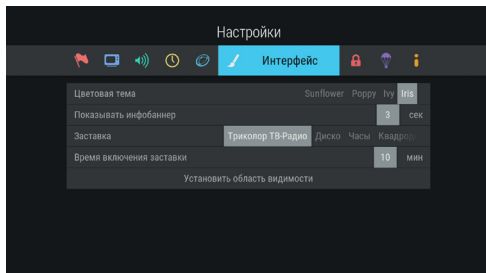 Настройки
Интерфейс
Цветовая тема Sunflower Poppy Ivy Iris
Показывать инфобаннер 3 сек
Заставка Триколор ТВ-Радио Диско Часы
Время включения заставки 10 мин
Установить область видимости